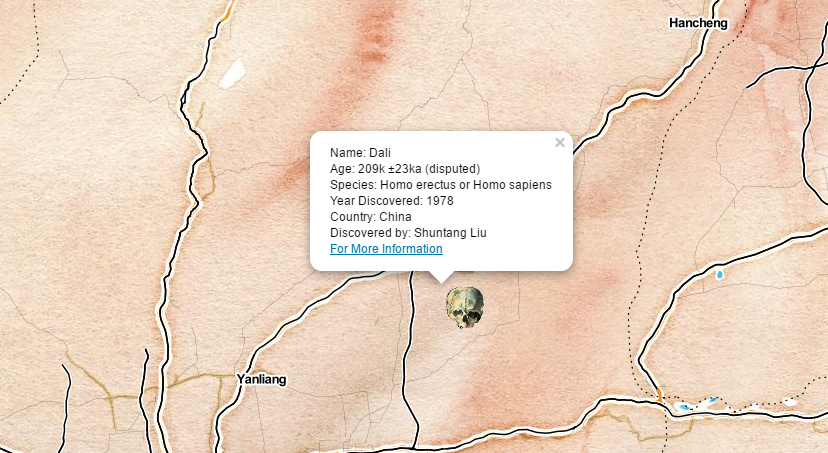 Hancheng
×
Name: Dali
Age: 209k ±23ka (disputed)
Species: Homo erectus or Homo sapiens
Year Discovered: 1978
Country: China
Discovered by: Shuntang Liu
For More Information
Yanliang